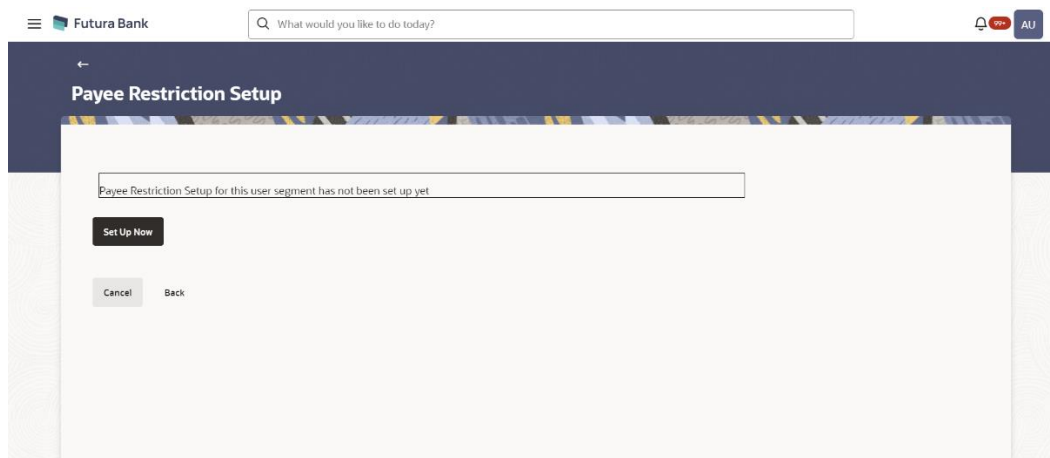 Futura Bank
What would you like to do today?
99+
AU
Payee Restriction Setup
Payee Restriction Setup for this user segment has not been set up yet
Set Up Now
Cancel Back